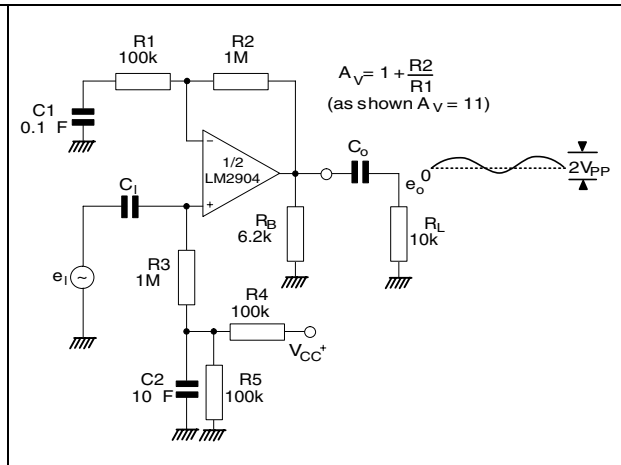 R1
100k
R2
1M
A_V = 1 + R2/R1
(as shown A_V = 11)
C1
0.1 F
1/2
LM2904
-
+
C_I
C_O
e_O
0
2V_PP
R_B
6.2k
R_L
10k
e_I
~
R3
1M
R4
100k
V_CC+
C2
10 F
R5
100k